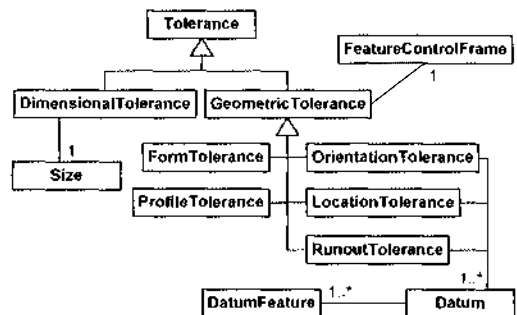 Tolerance
FeatureControlFrame
1
DimensionalTolerance
GeometricTolerance
1
Size
FormTolerance
OrientationTolerance
ProfileTolerance
LocationTolerance
RunoutTolerance
1..*
1..*
DatumFeature
Datum